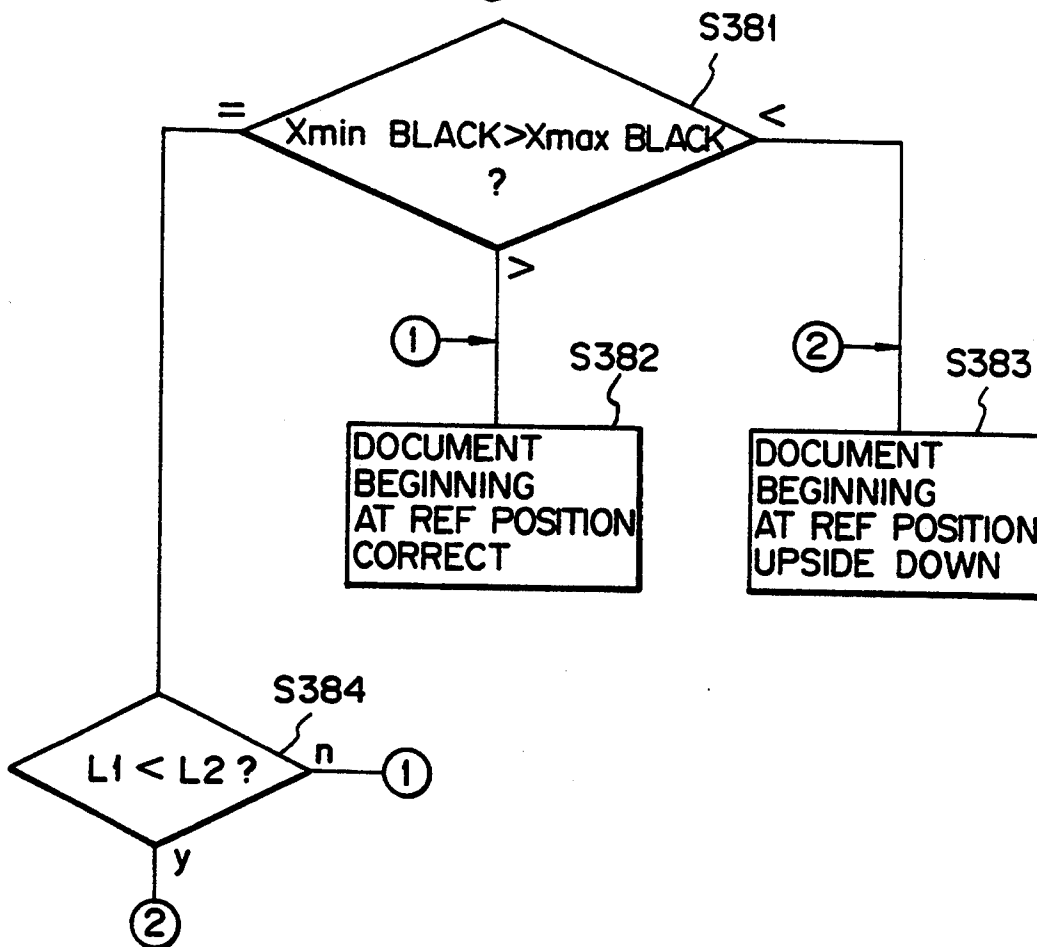 S381
=
<
Xmin BLACK>Xmax BLACK
?
>
1
2
S382
S383
DOCUMENT
BEGINNING
AT REF POSITION
CORRECT
DOCUMENT
BEGINNING
AT REF POSITION
UPSIDE DOWN
S384
L1 < L2 ?
n
1
y
2